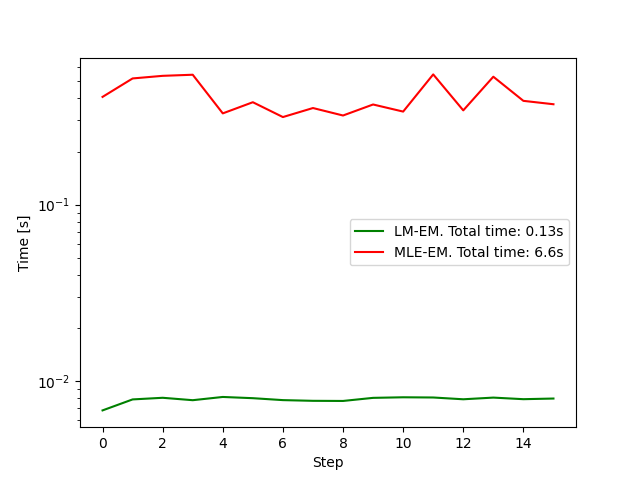 Time [s]
10⁻¹
10⁻²
LM-EM. Total time: 0.13s
MLE-EM. Total time: 6.6s
0 2 4 6 8 10 12 14
Step